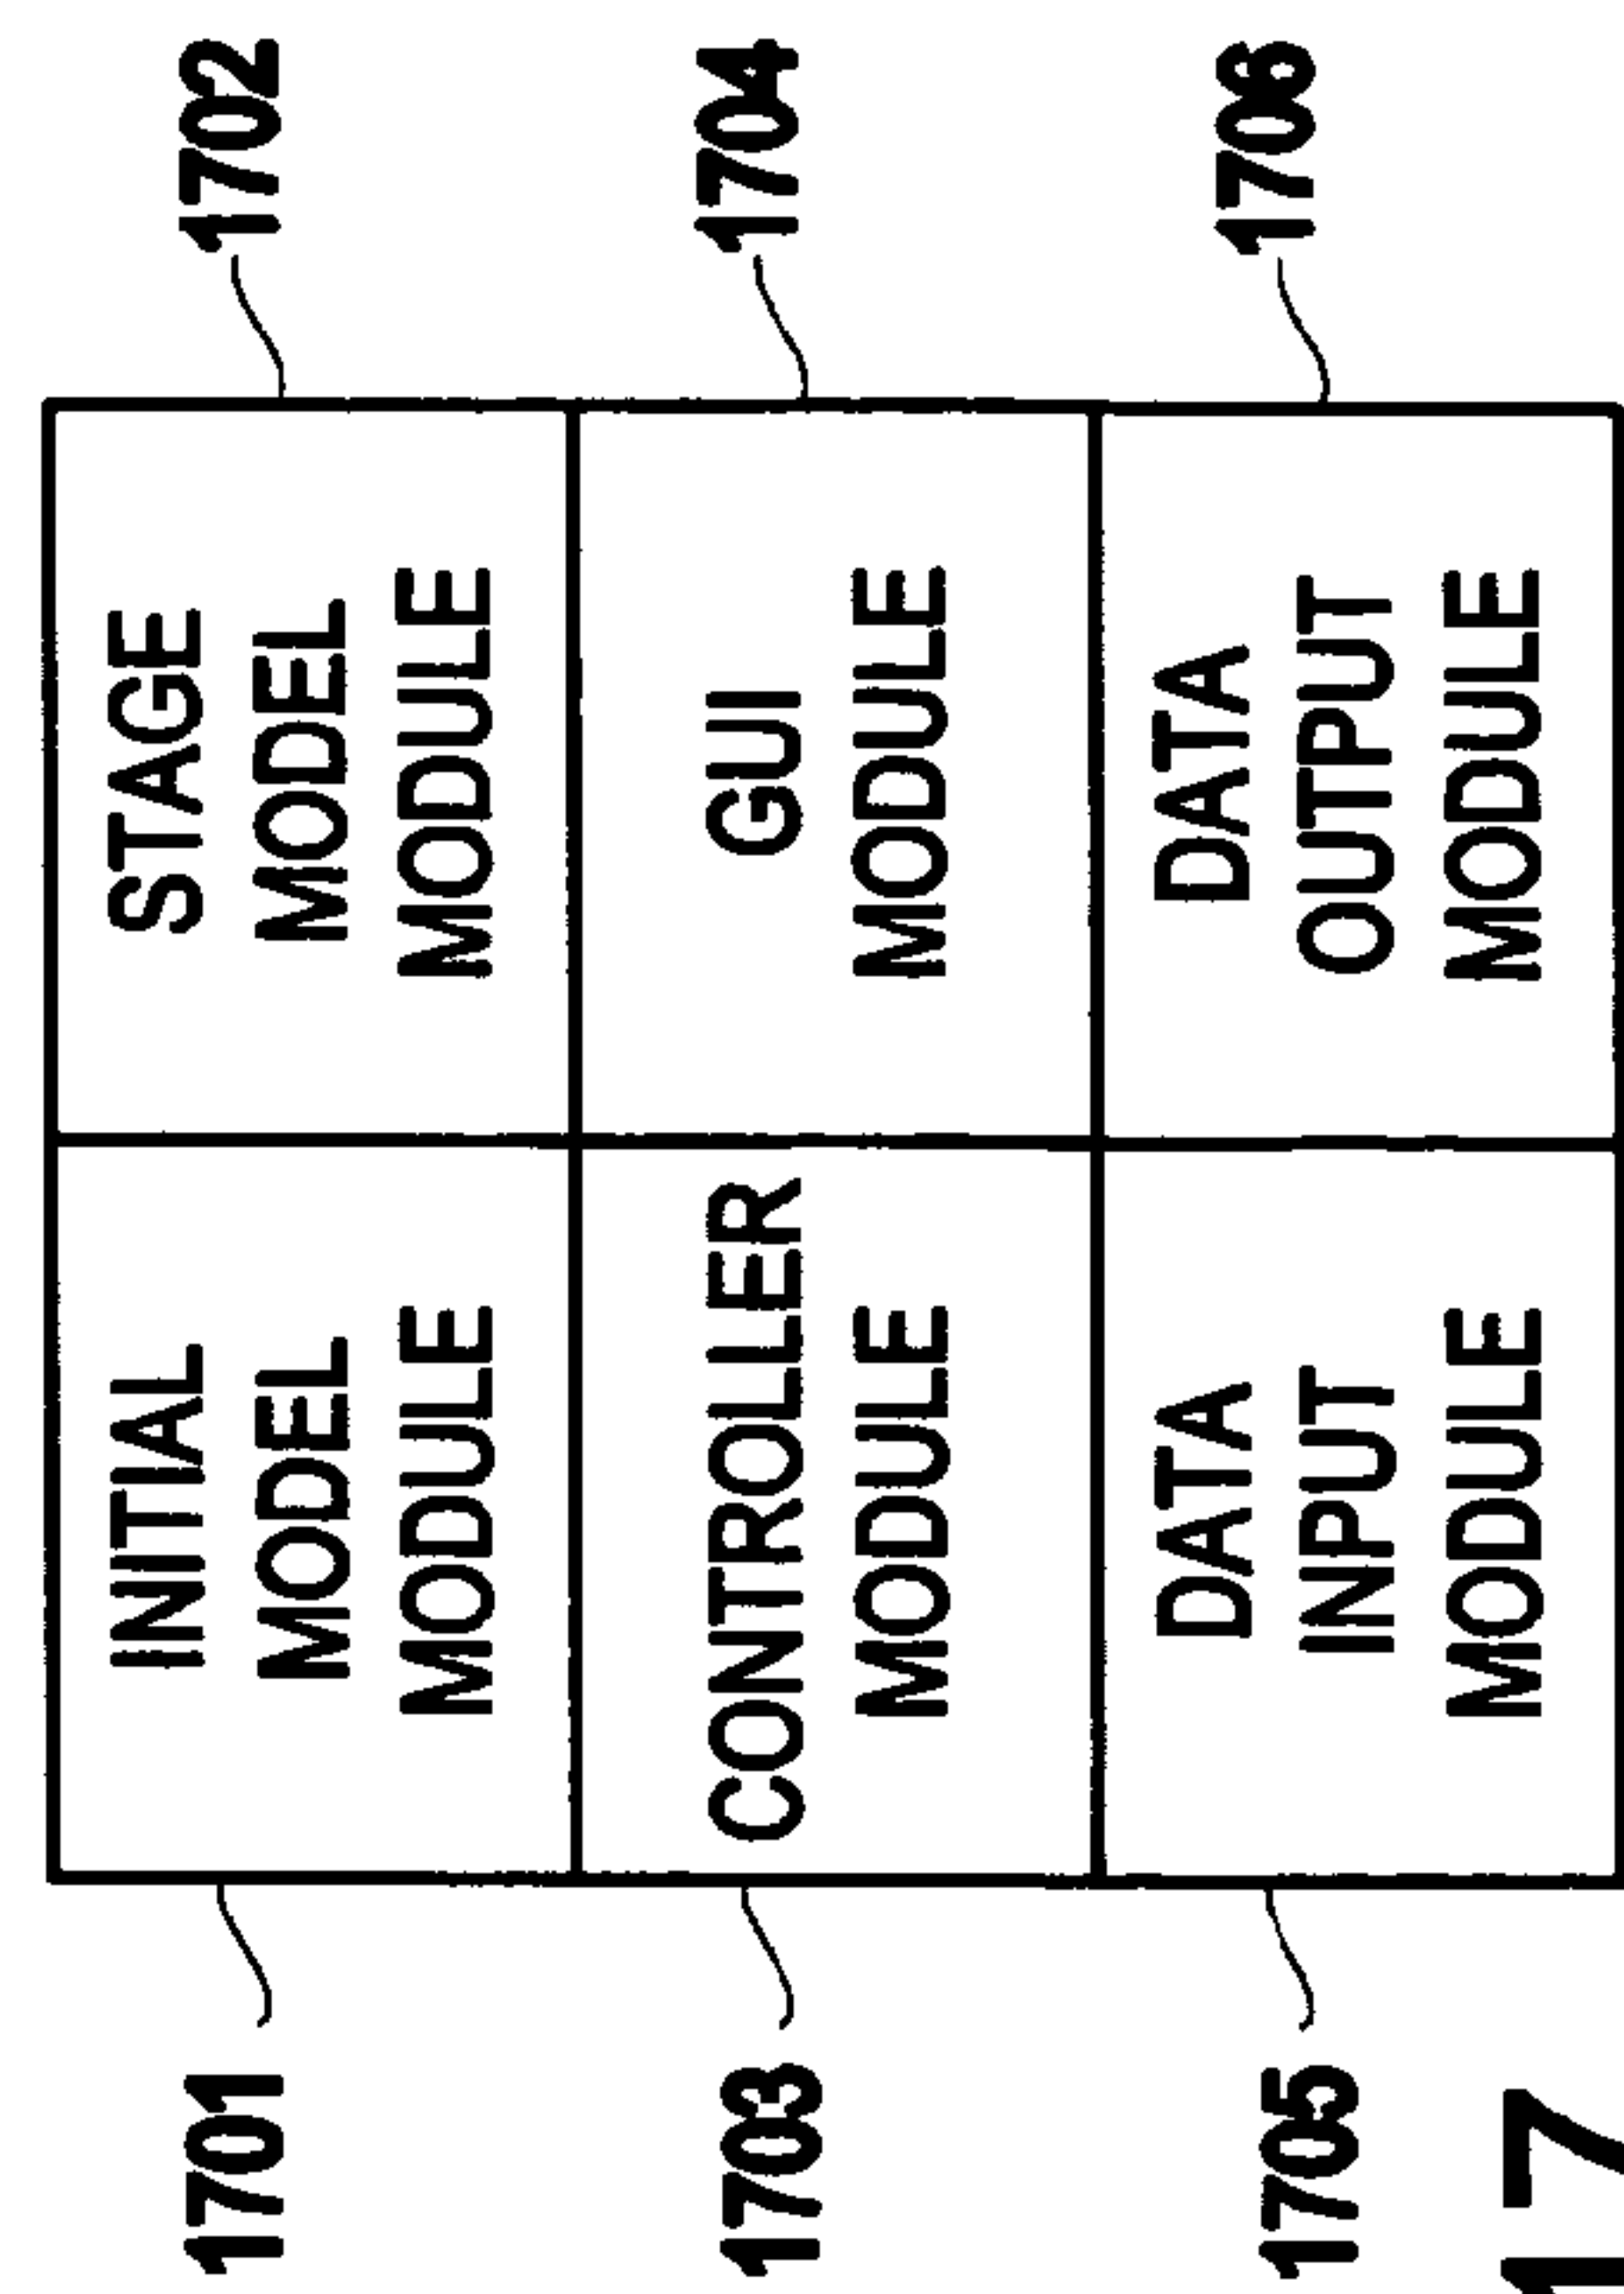 1701
INITIAL
MODEL
MODULE
STAGE
MODEL
MODULE
1702
1703
CONTROLLER
MODULE
GUI
MODULE
1704
1705
DATA
INPUT
MODULE
DATA
OUTPUT
MODULE
1706
17